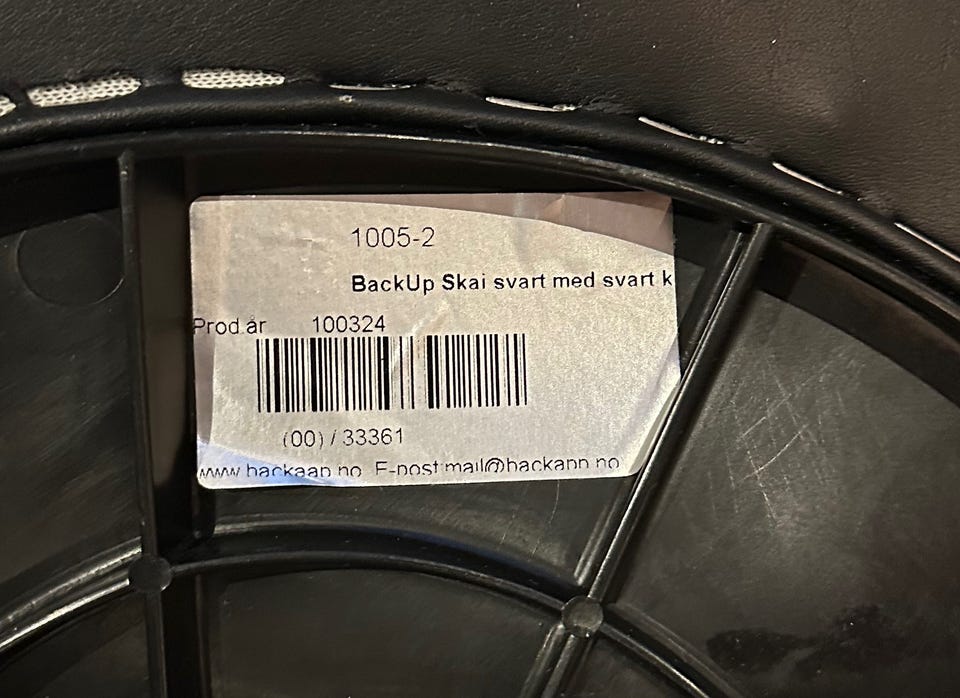 1005-2
BackUp Skai svart med svart k
Prod.år 100324
(00) / 33361
www.backapp.no E-post:mail@backapp.no